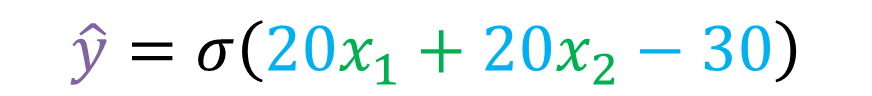 ŷ = σ(20x₁ + 20x₂ − 30)